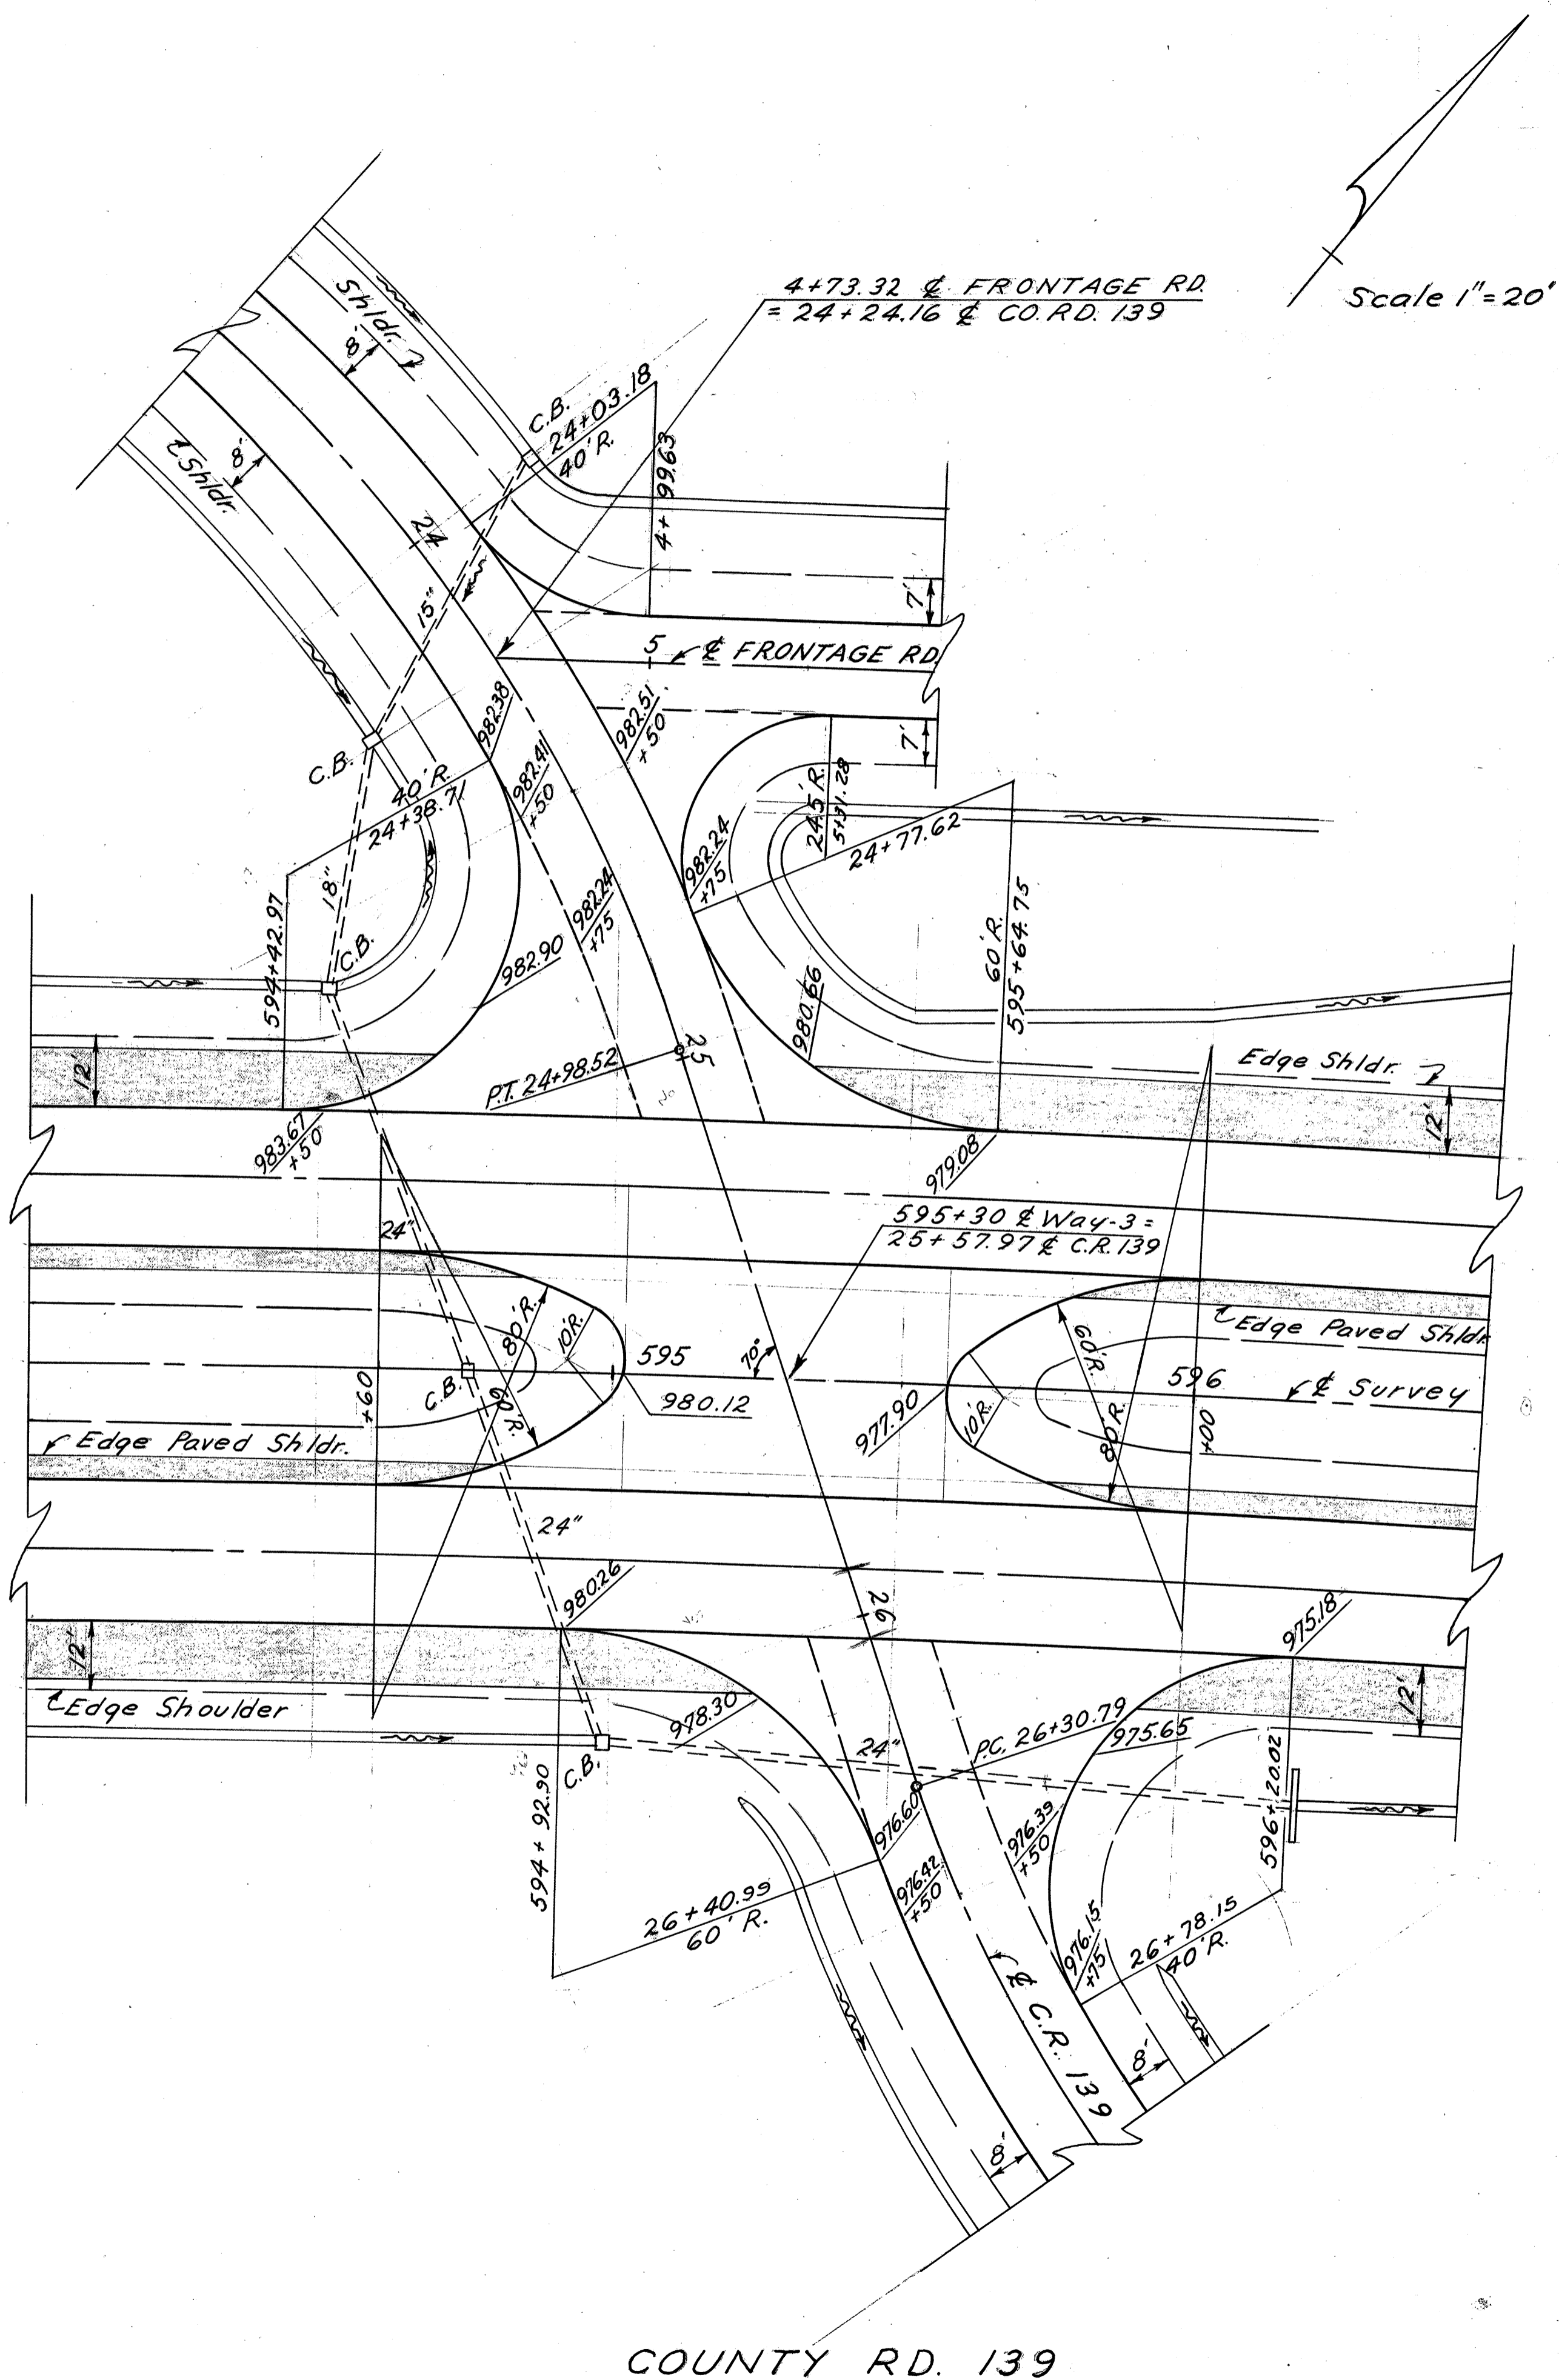 Scale 1"=20'
4+73.32 ℄ FRONTAGE RD.
= 24+24.16 ℄ CO. RD. 139
Shldr.
8'
Shldr.
8'
C.B.
24+03.18
40'R.
4+99.63
24
15"
7'
5
℄ FRONTAGE RD.
982.38
982.51
+50
982.41
+50
7'
C.B.
40'R.
24+38.71
24.5'R.
5+31.28
24+77.62
982.24
+75
18"
982.24
+75
594+42.97
C.B.
982.90
60'R.
595+64.75
980.66
12'
P.T. 24+98.52
25
Edge Shldr.
12'
983.67
+50
979.08
24"
595+30 ℄ Way-3 =
25+57.97 ℄ C.R. 139
80'R.
10'R.
60'R.
Edge Paved Shldr.
+60
C.B.
60'R.
595
70°
980.12
977.90
10'R.
80'R.
596
+00
℄ Survey
Edge Paved Shldr.
24"
980.26
26
975.18
12'
Edge Shoulder
12'
978.30
24"
P.C. 26+30.79
975.65
C.B.
594+92.90
976.60
976.39
+50
596+20.02
976.42
+50
26+40.99
60'R.
976.15
+75
26+78.15
40'R.
℄ C.R. 139
8'
8'
COUNTY RD. 139